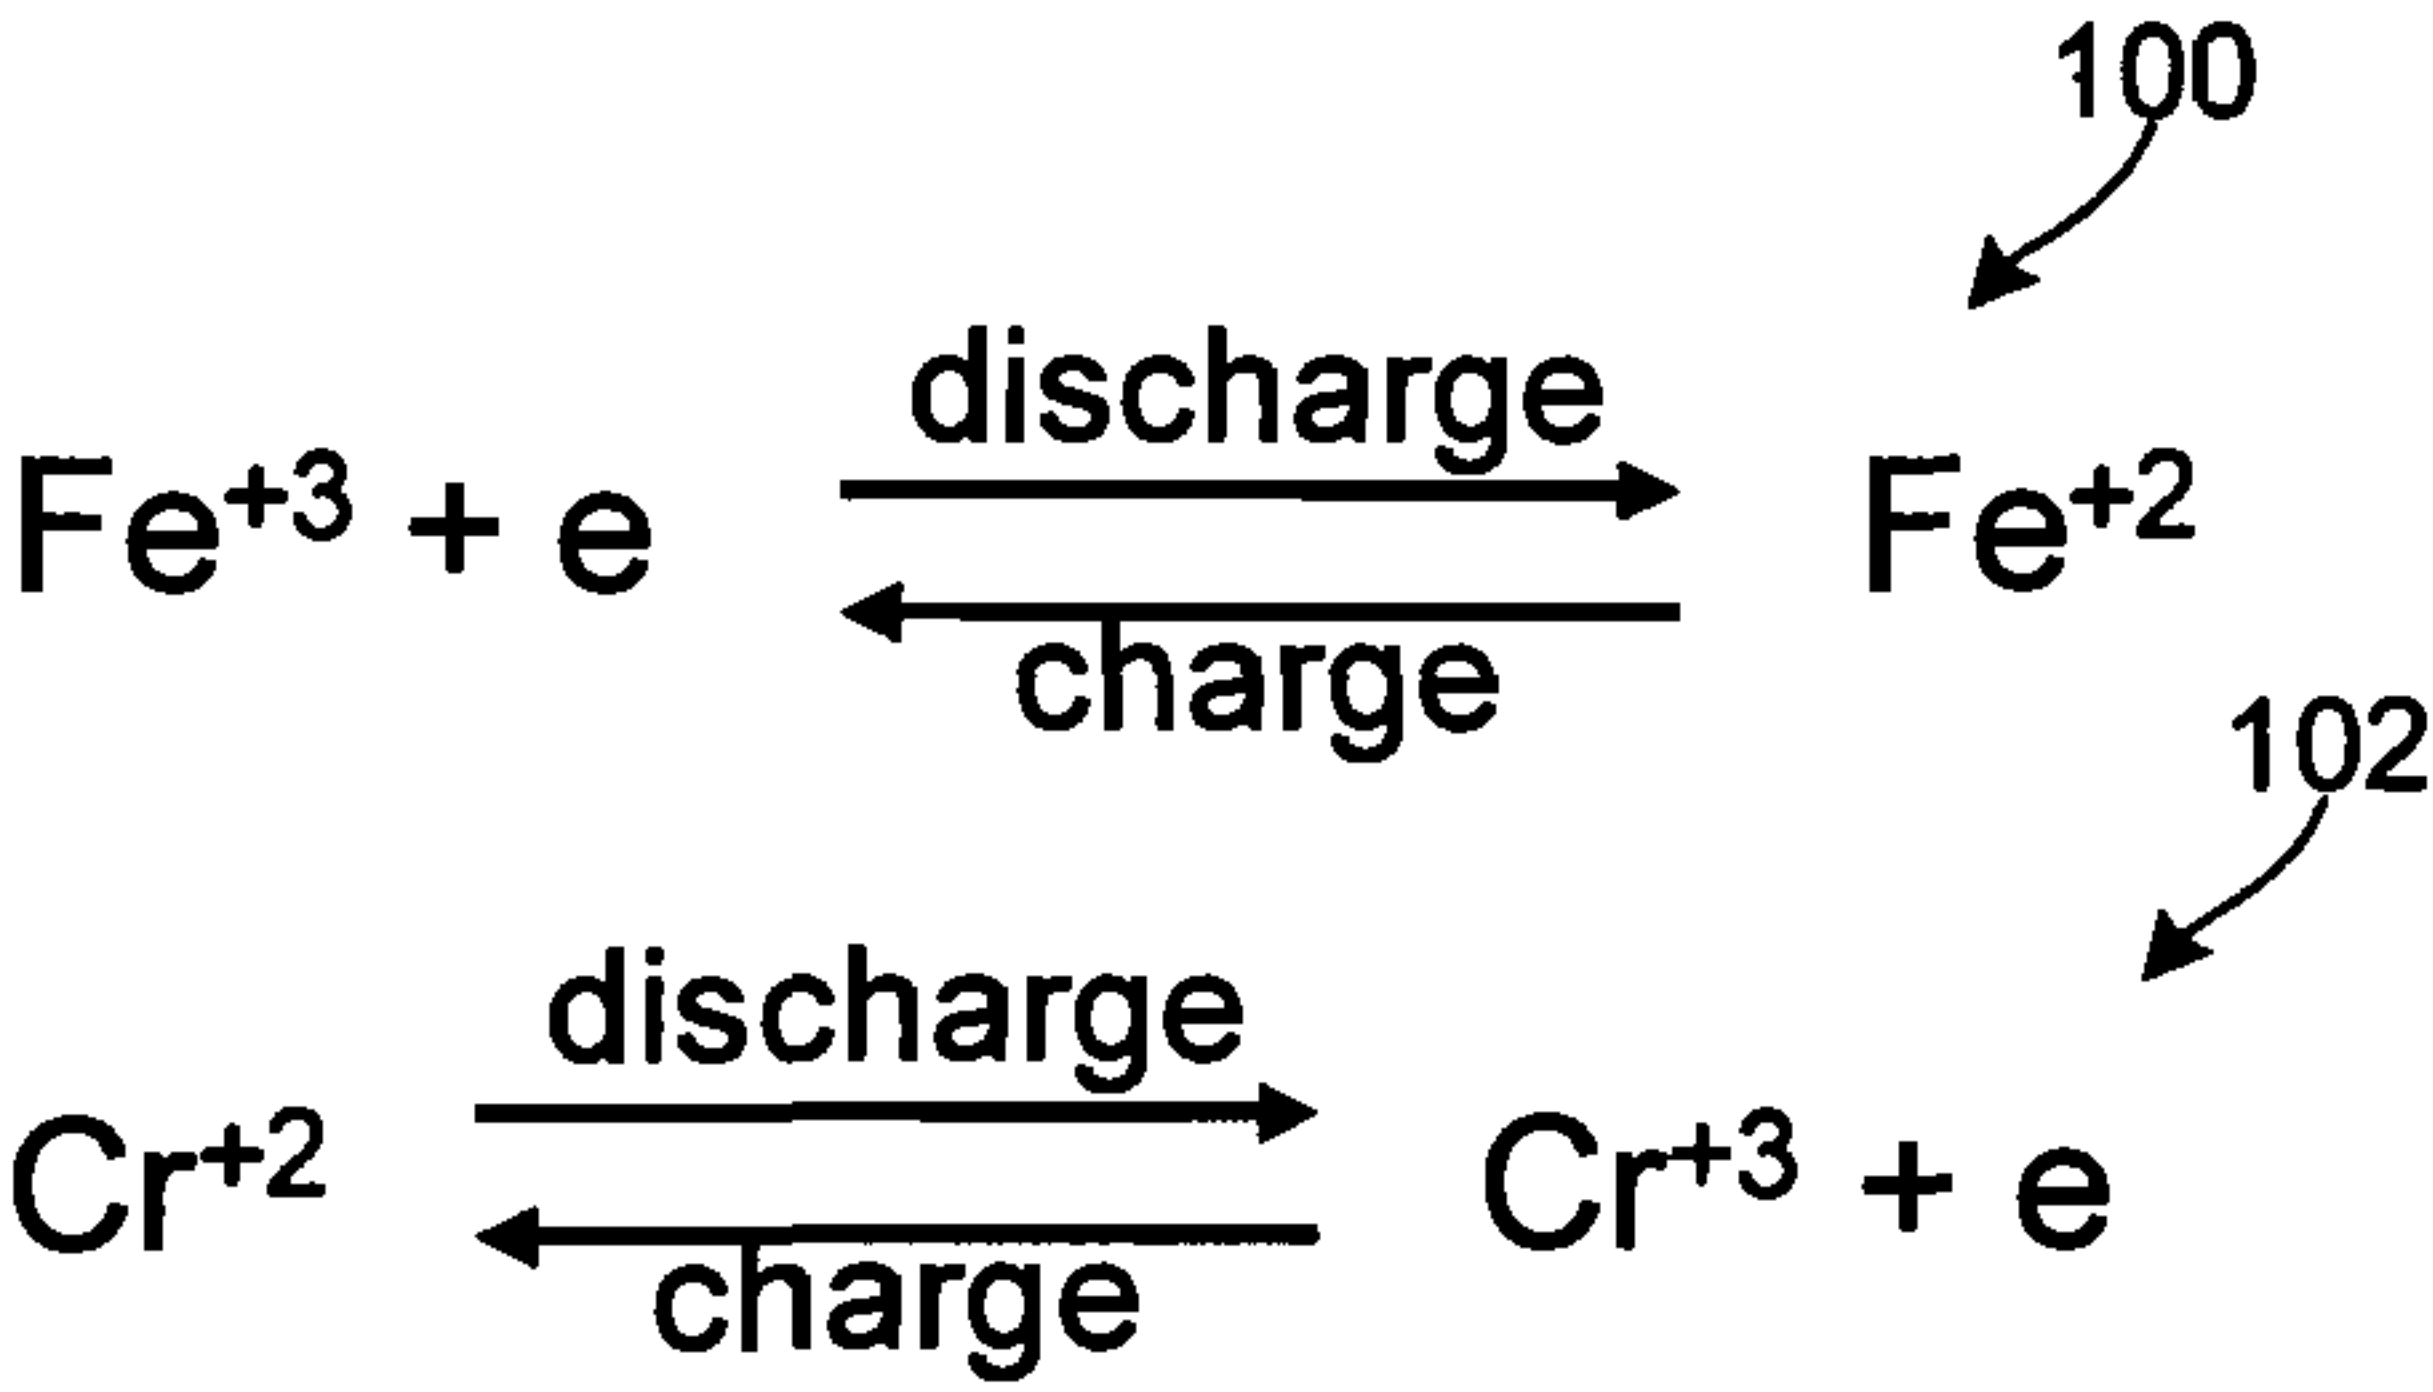 100
discharge
Fe⁺³ + e Fe⁺²
charge
102
discharge
Cr⁺² Cr⁺³ + e
charge